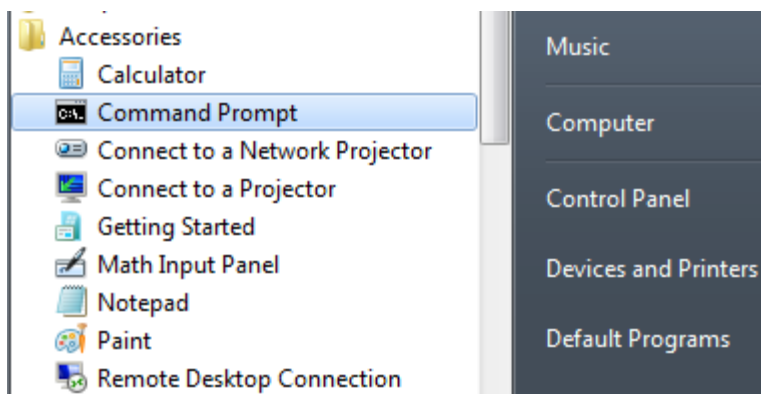 Accessories
Calculator
Command Prompt
Connect to a Network Projector
Connect to a Projector
Getting Started
Math Input Panel
Notepad
Paint
Remote Desktop Connection
Music
Computer
Control Panel
Devices and Printers
Default Programs